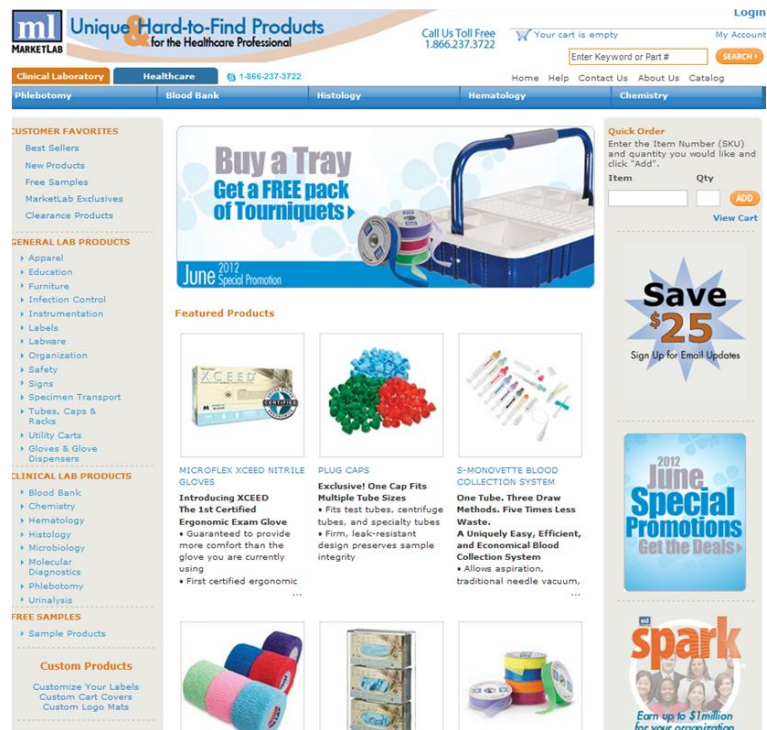 Login
ml
MARKETLAB
Unique & Hard-to-Find Products
for the Healthcare Professional
Call Us Toll Free
1.866.237.3722
Your cart is empty
My Account
Enter Keyword or Part #
SEARCH
Clinical Laboratory
Healthcare
1-866-237-3722
Home Help Contact Us About Us Catalog
Phlebotomy
Blood Bank
Histology
Hematology
Chemistry
CUSTOMER FAVORITES
Best Sellers
New Products
Free Samples
MarketLab Exclusives
Clearance Products
GENERAL LAB PRODUCTS
Apparel
Education
Furniture
Infection Control
Instrumentation
Labels
Labware
Organization
Safety
Signs
Specimen Transport
Tubes, Caps &
Racks
Utility Carts
Gloves & Glove
Dispensers
CLINICAL LAB PRODUCTS
Blood Bank
Chemistry
Hematology
Histology
Microbiology
Molecular
Diagnostics
Phlebotomy
Urinalysis
FREE SAMPLES
Sample Products
Custom Products
Customize Your Labels
Custom Cart Covers
Custom Logo Mats
Buy a Tray
Get a FREE pack
of Tourniquets
June 2012
Special Promotion
Featured Products
XCEED
CERTIFIED
M
MICROFLEX XCEED NITRILE
GLOVES
Introducing XCEED
The 1st Certified
Ergonomic Exam Glove
• Guaranteed to provide
more comfort than the
glove you are currently
using
• First certified ergonomic
...
PLUG CAPS
Exclusive! One Cap Fits
Multiple Tube Sizes
• Fits test tubes, centrifuge
tubes, and specialty tubes
• Firm, leak-resistant
design preserves sample
integrity
S-MONOVETTE BLOOD
COLLECTION SYSTEM
One Tube. Three Draw
Methods. Five Times Less
Waste.
A Uniquely Easy, Efficient,
and Economical Blood
Collection System
• Allows aspiration,
traditional needle vacuum,
...
Quick Order
Enter the Item Number (SKU)
and quantity you would like and
click "Add".
Item Qty
ADD
View Cart
Save
$25
Sign Up for Email Updates
2012
June
Special
Promotions
Get the Deals
ml
spark
Earn up to $1million
for your organization